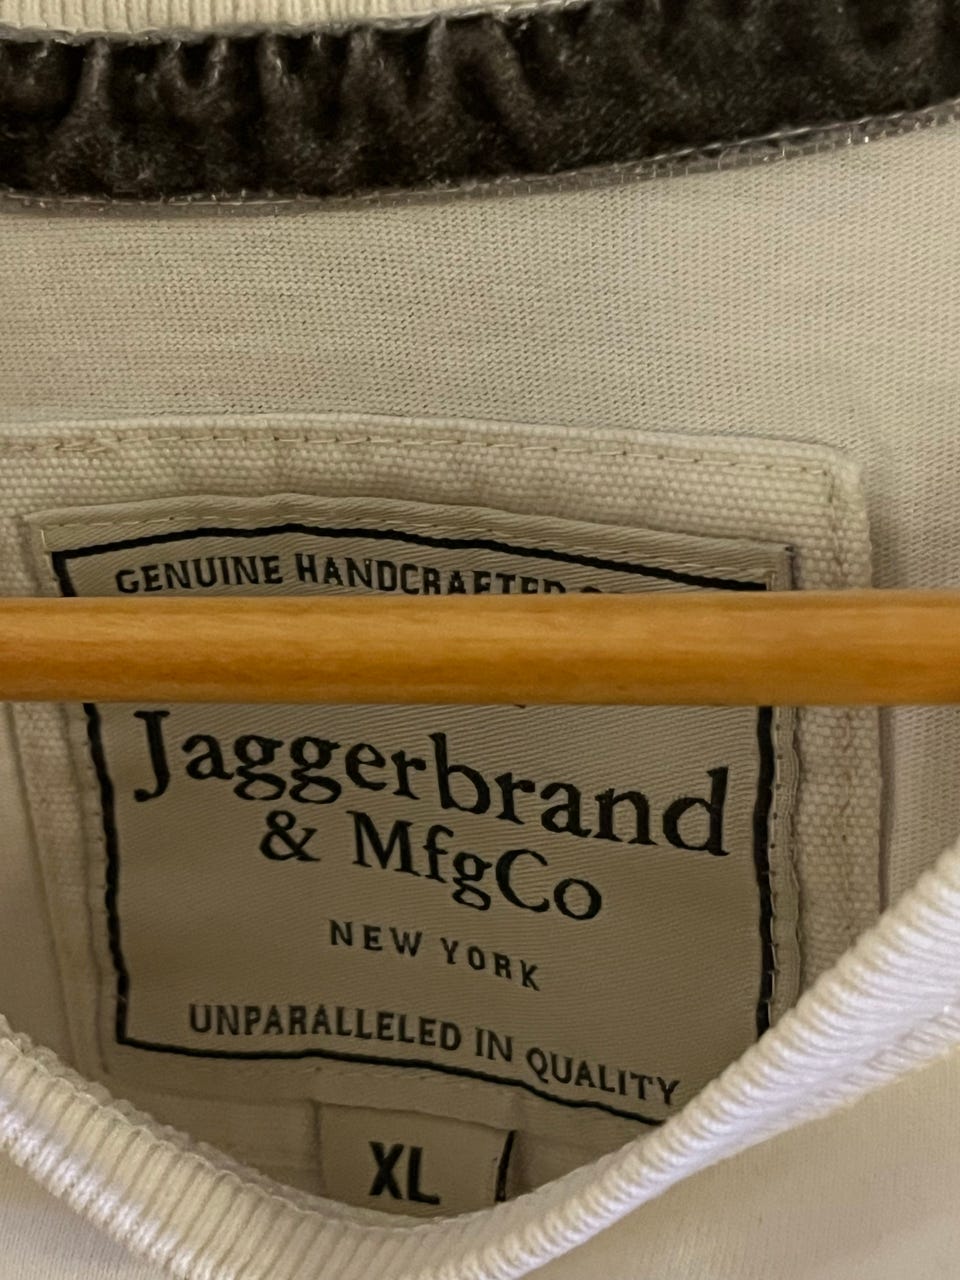 GENUINE HANDCRAFTED
Jaggerbrand
& MfgCo
NEW YORK
UNPARALLELED IN QUALITY
XL